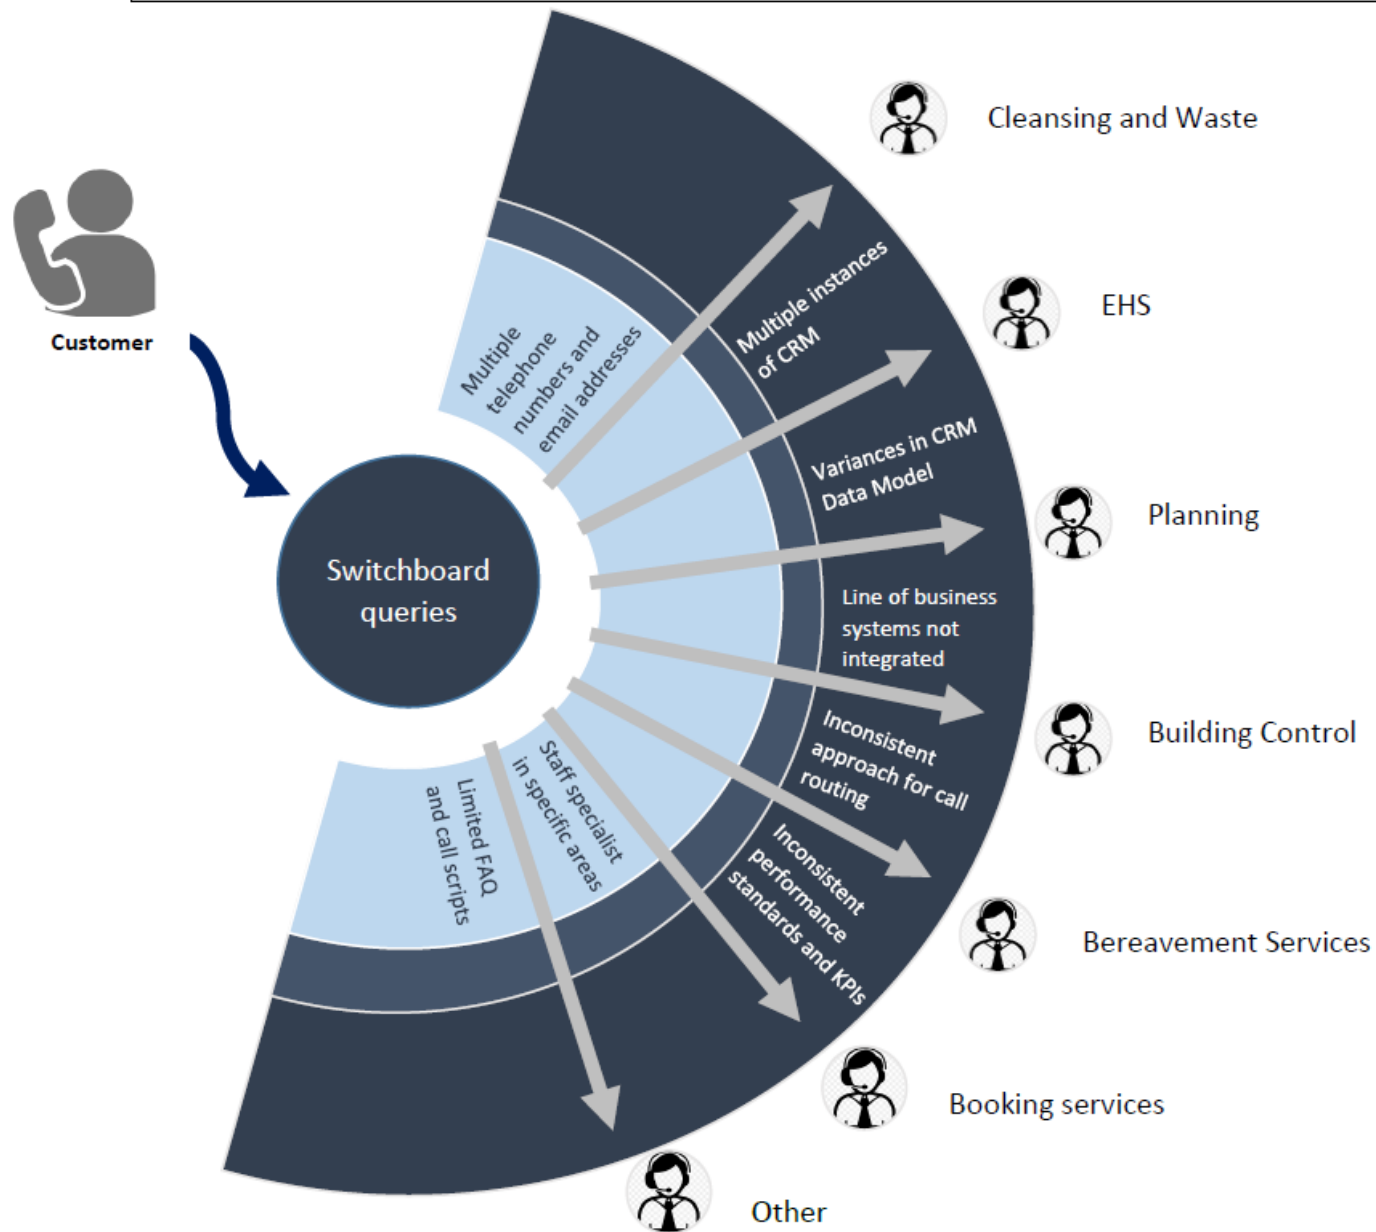 Customer
Switchboard
queries
Multiple
telephone
numbers and
email addresses
Staff specialist
in specific areas
Limited FAQ
and call scripts
Multiple instances
of CRM
Variances in CRM
Data Model
Line of business
systems not
integrated
Inconsistent
approach for call
routing
Inconsistent
performance
standards and KPIs
Cleansing and Waste
EHS
Planning
Building Control
Bereavement Services
Booking services
Other